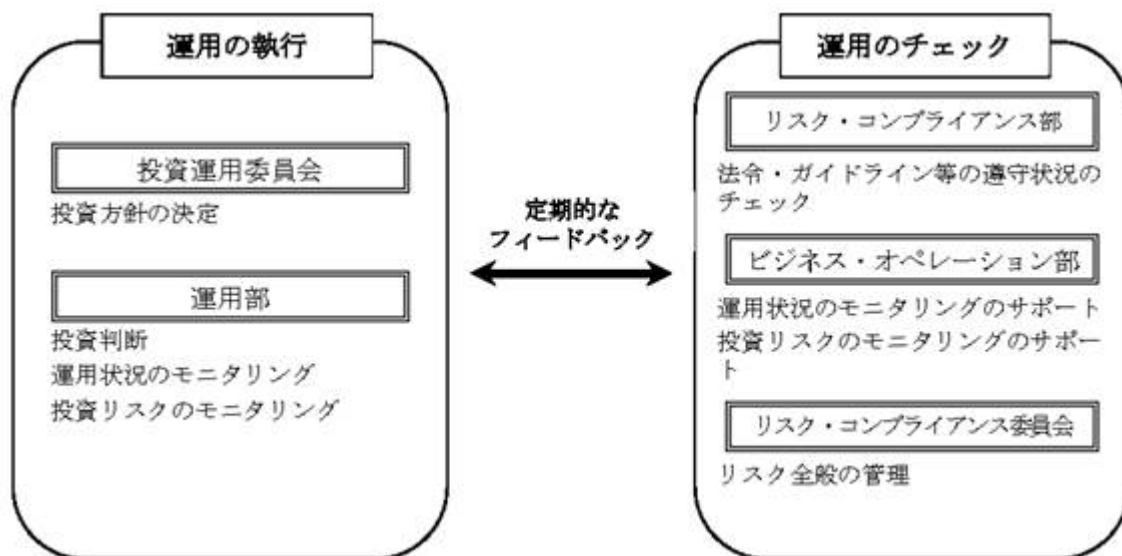 運用の執行
投資運用委員会
投資方針の決定
運用部
投資判断
運用状況のモニタリング
投資リスクのモニタリング
定期的な
フィードバック
運用のチェック
リスク・コンプライアンス部
法令・ガイドライン等の遵守状況の
チェック
ビジネス・オペレーション部
運用状況のモニタリングのサポート
投資リスクのモニタリングのサポー
ト
リスク・コンプライアンス委員会
リスク全般の管理